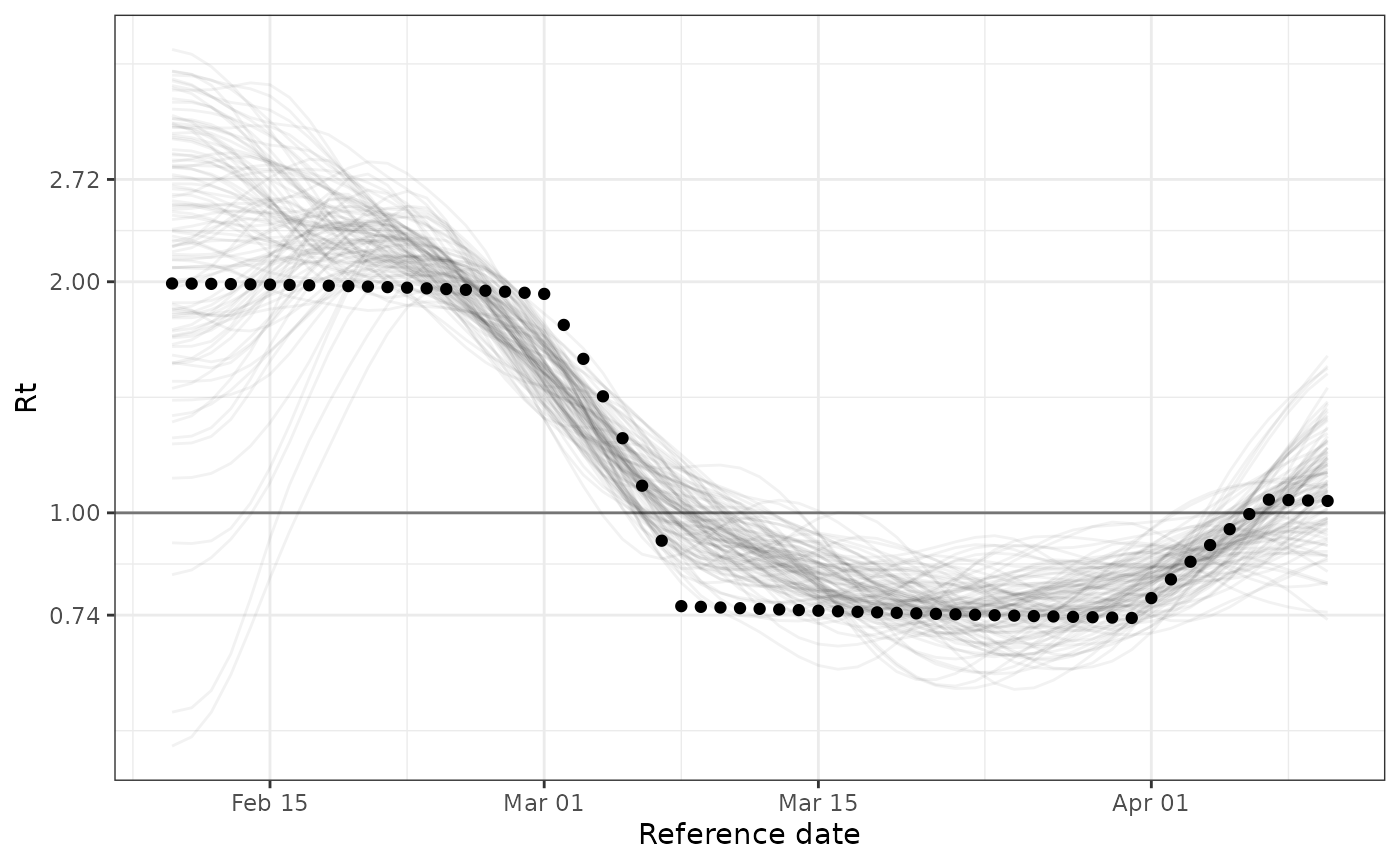 Rt
2.72
2.00
1.00
0.74
Feb 15
Mar 01
Mar 15
Apr 01
Reference date